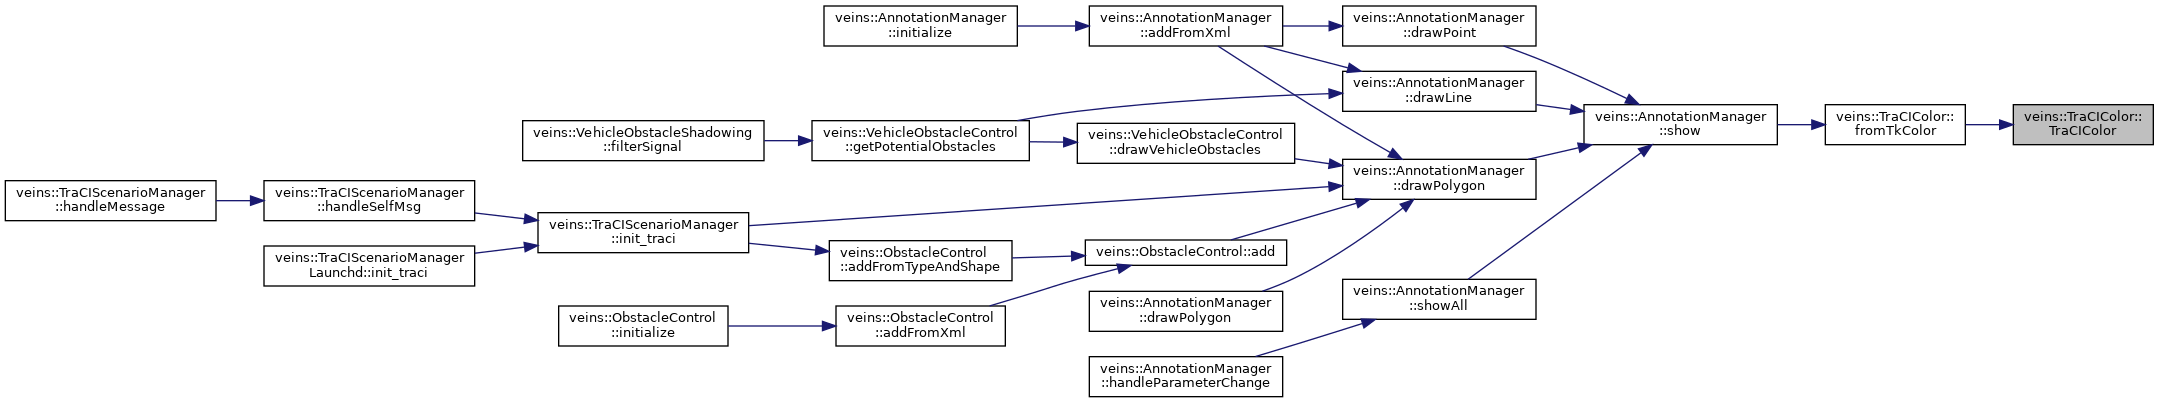 veins::AnnotationManager
::initialize
veins::AnnotationManager
::addFromXml
veins::AnnotationManager
::drawPoint
veins::AnnotationManager
::drawLine
veins::AnnotationManager
::show
veins::TraCIColor::
fromTkColor
veins::TraCIColor::
TraCIColor
veins::VehicleObstacleShadowing
::filterSignal
veins::VehicleObstacleControl
::getPotentialObstacles
veins::VehicleObstacleControl
::drawVehicleObstacles
veins::AnnotationManager
::drawPolygon
veins::TraCIScenarioManager
::handleMessage
veins::TraCIScenarioManager
::handleSelfMsg
veins::TraCIScenarioManager
::init_traci
veins::TraCIScenarioManager
Launchd::init_traci
veins::ObstacleControl
::addFromTypeAndShape
veins::ObstacleControl::add
veins::AnnotationManager
::drawPolygon
veins::AnnotationManager
::showAll
veins::ObstacleControl
::initialize
veins::ObstacleControl
::addFromXml
veins::AnnotationManager
::handleParameterChange